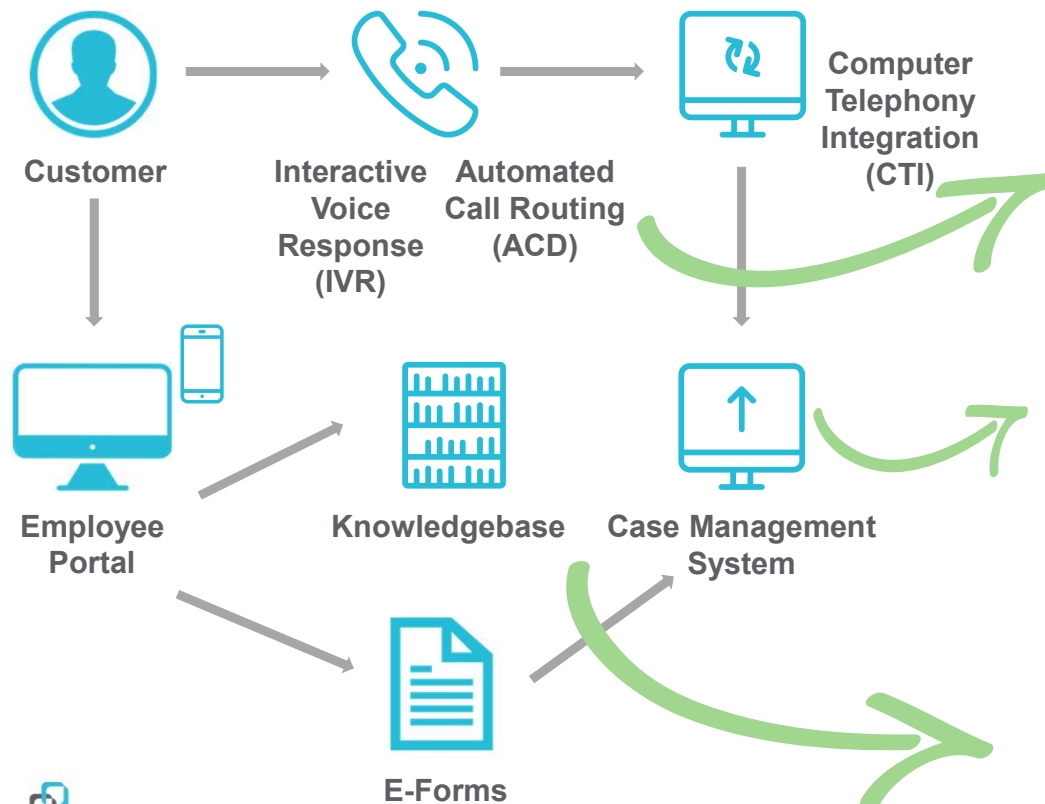 Customer
Interactive
Voice
Response
(IVR)
Automated
Call Routing
(ACD)
Computer
Telephony
Integration
(CTI)
Employee
Portal
Knowledgebase
Case Management
System
E-Forms